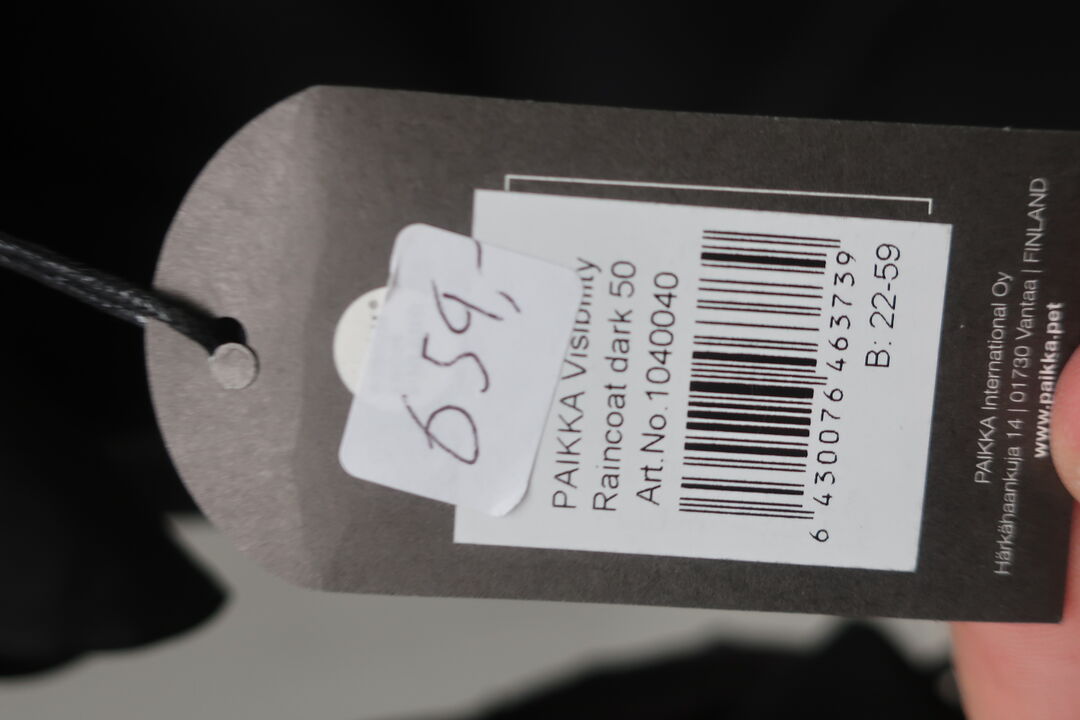 659,-
PAIKKA Visibility
Raincoat dark 50
Art.No.1040040
6 430076 463739
B: 22-59
PAIKKA International Oy
Härkähaankuja 14 | 01730 Vantaa | FINLAND
www.paikka.pet